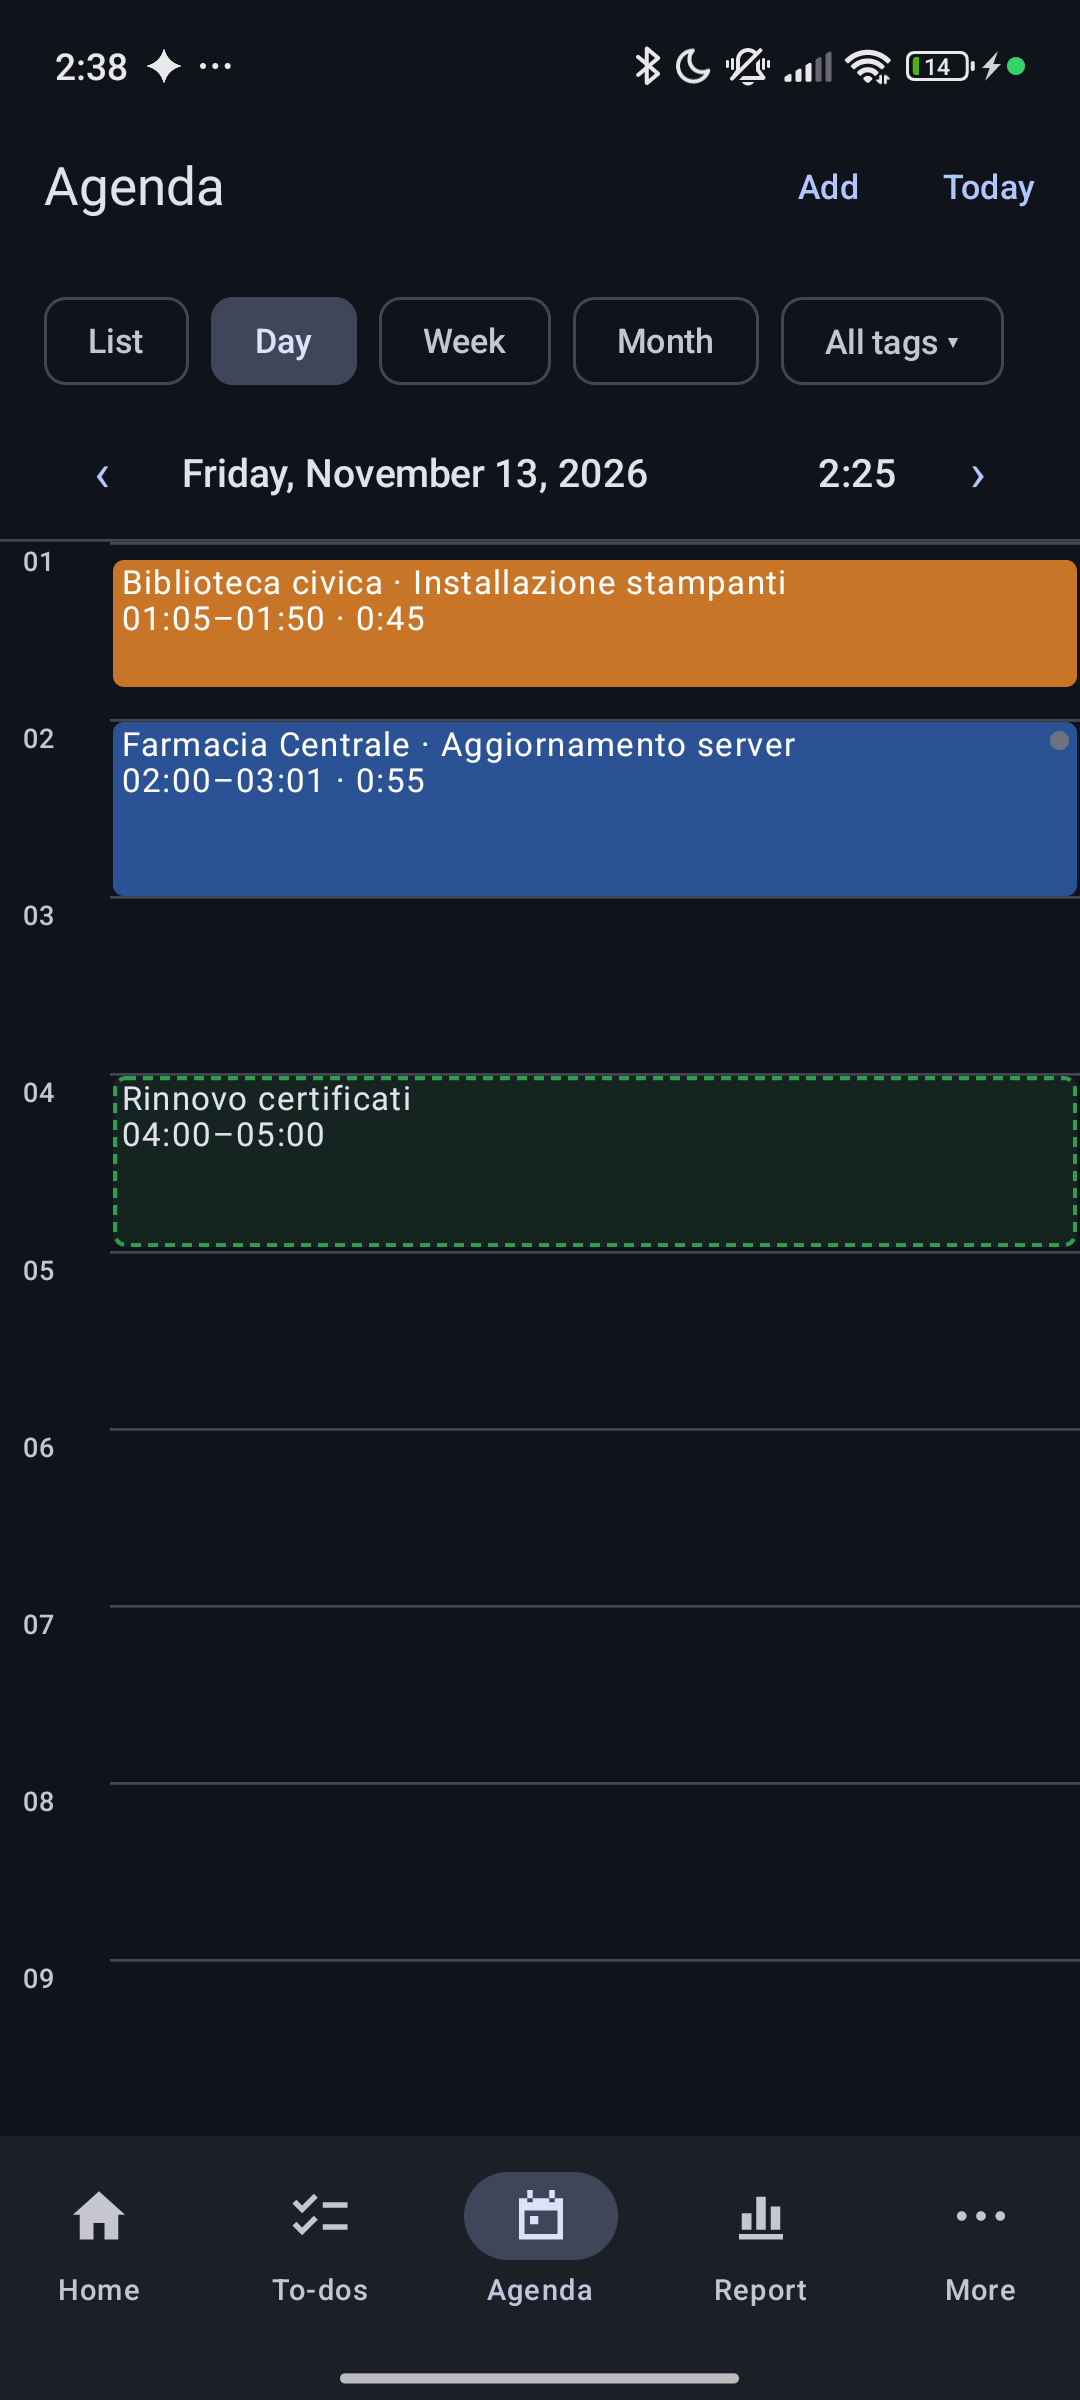 2:38
14
Agenda
Add
Today
List
Day
Week
Month
All tags ▾
‹ Friday, November 13, 2026 2:25 ›
01
Biblioteca civica · Installazione stampanti
01:05–01:50 · 0:45
02
Farmacia Centrale · Aggiornamento server
02:00–03:01 · 0:55
03
04
Rinnovo certificati
04:00–05:00
05
06
07
08
09
Home
To-dos
Agenda
Report
More